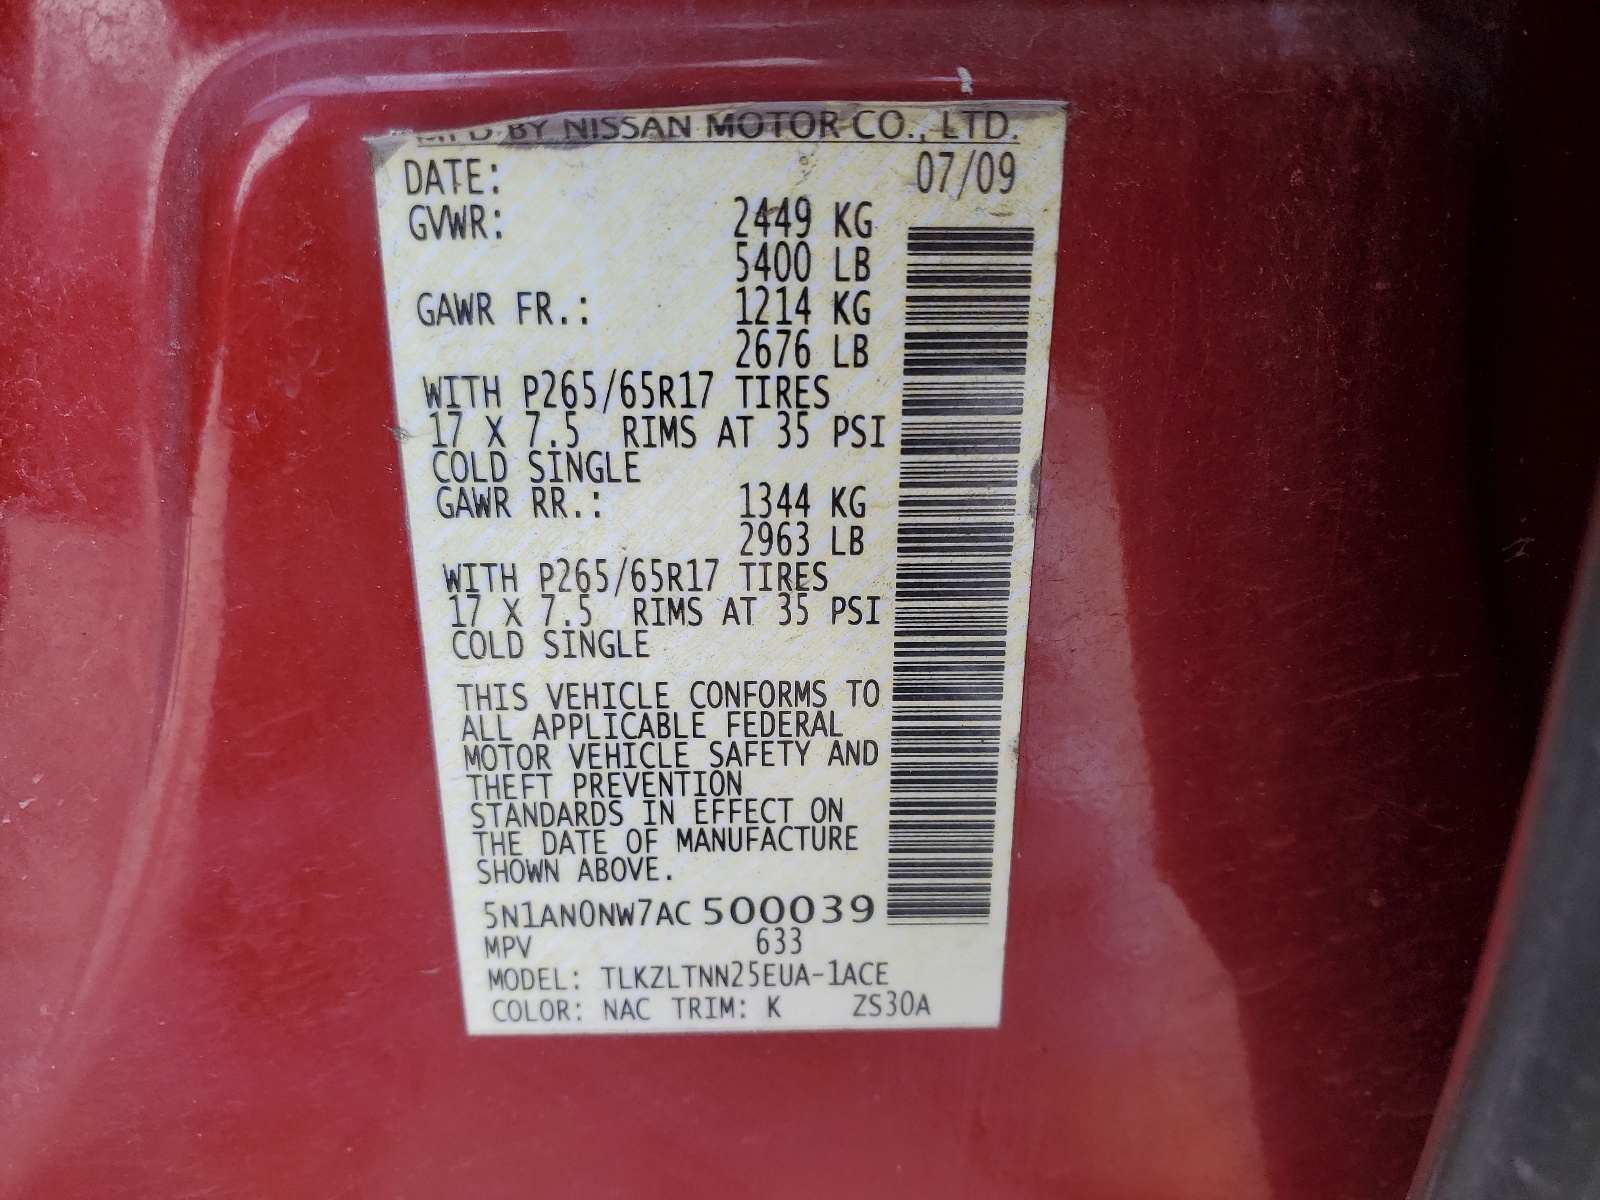 MFD BY NISSAN MOTOR CO., LTD.
DATE: 07/09
GVWR: 2449 KG
5400 LB
GAWR FR.: 1214 KG
2676 LB
WITH P265/65R17 TIRES
17 X 7.5 RIMS AT 35 PSI
COLD SINGLE
GAWR RR.: 1344 KG
2963 LB
WITH P265/65R17 TIRES
17 X 7.5 RIMS AT 35 PSI
COLD SINGLE
THIS VEHICLE CONFORMS TO
ALL APPLICABLE FEDERAL
MOTOR VEHICLE SAFETY AND
THEFT PREVENTION
STANDARDS IN EFFECT ON
THE DATE OF MANUFACTURE
SHOWN ABOVE.
5N1AN0NW7AC500039
MPV 633
MODEL: TLKZLTNN25EUA-1ACE
COLOR: NAC TRIM: K ZS30A